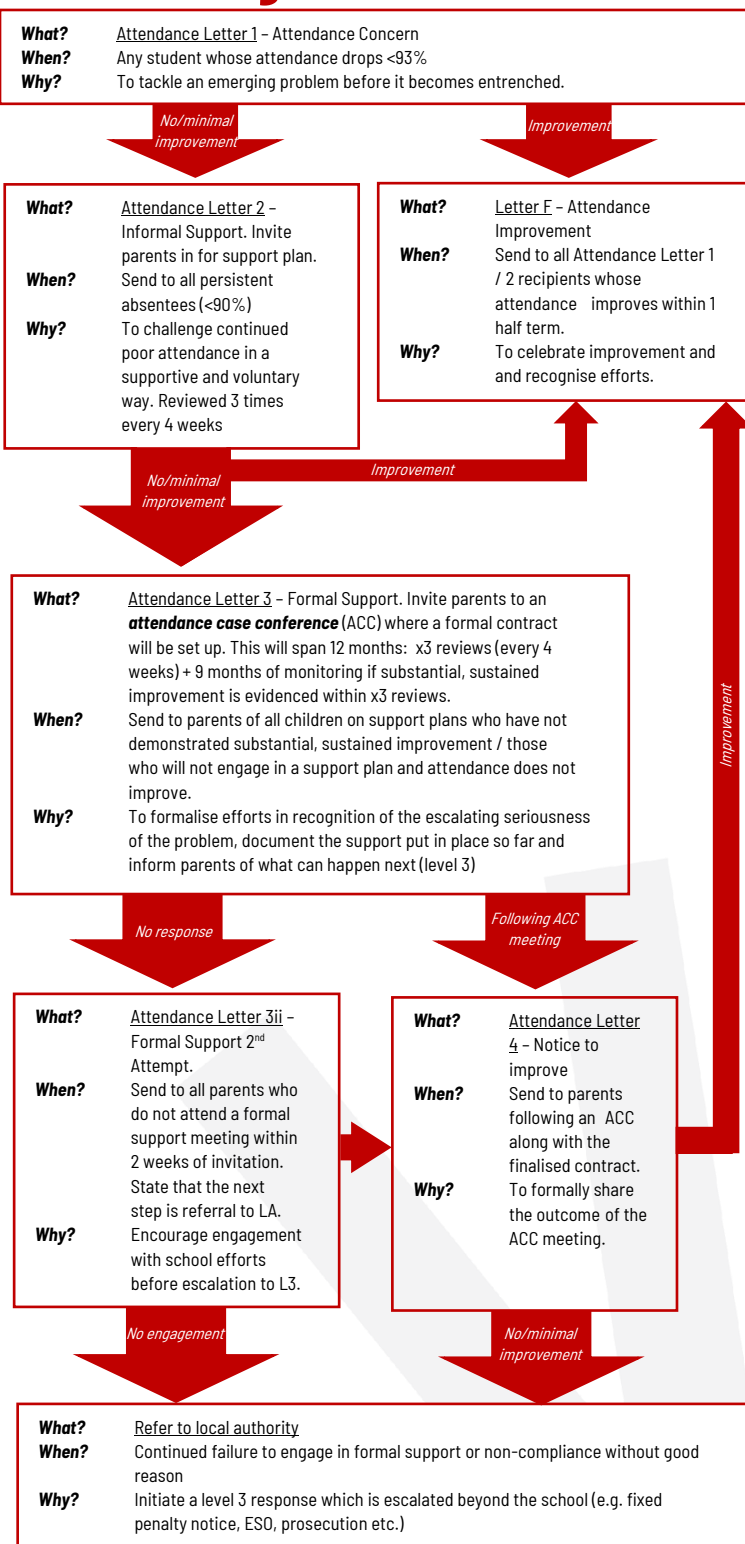 What? Attendance Letter 1 – Attendance Concern
When? Any student whose attendance drops <93%
Why? To tackle an emerging problem before it becomes entrenched.
No/minimal
improvement
Improvement
What? Attendance Letter 2 –
Informal Support. Invite
parents in for support plan.
When? Send to all persistent
absentees (<90%)
Why? To challenge continued
poor attendance in a
supportive and voluntary
way. Reviewed 3 times
every 4 weeks
What? Letter F – Attendance
Improvement
When? Send to all Attendance Letter 1
/ 2 recipients whose
attendance improves within 1
half term.
Why? To celebrate improvement and
and recognise efforts.
No/minimal
improvement
Improvement
What? Attendance Letter 3 – Formal Support. Invite parents to an
attendance case conference (ACC) where a formal contract
will be set up. This will span 12 months: x3 reviews (every 4
weeks) + 9 months of monitoring if substantial, sustained
improvement is evidenced within x3 reviews.
When? Send to parents of all children on support plans who have not
demonstrated substantial, sustained improvement / those
who will not engage in a support plan and attendance does not
improve.
Why? To formalise efforts in recognition of the escalating seriousness
of the problem, document the support put in place so far and
inform parents of what can happen next (level 3)
Improvement
No response
Following ACC
meeting
What? Attendance Letter 3ii –
Formal Support 2nd
Attempt.
When? Send to all parents who
do not attend a formal
support meeting within
2 weeks of invitation.
State that the next
step is referral to LA.
Why? Encourage engagement
with school efforts
before escalation to L3.
What? Attendance Letter
4 – Notice to
improve
When? Send to parents
following an ACC
along with the
finalised contract.
Why? To formally share
the outcome of the
ACC meeting.
No engagement
No/minimal
improvement
What? Refer to local authority
When? Continued failure to engage in formal support or non-compliance without good
reason
Why? Initiate a level 3 response which is escalated beyond the school (e.g. fixed
penalty notice, ESO, prosecution etc.)